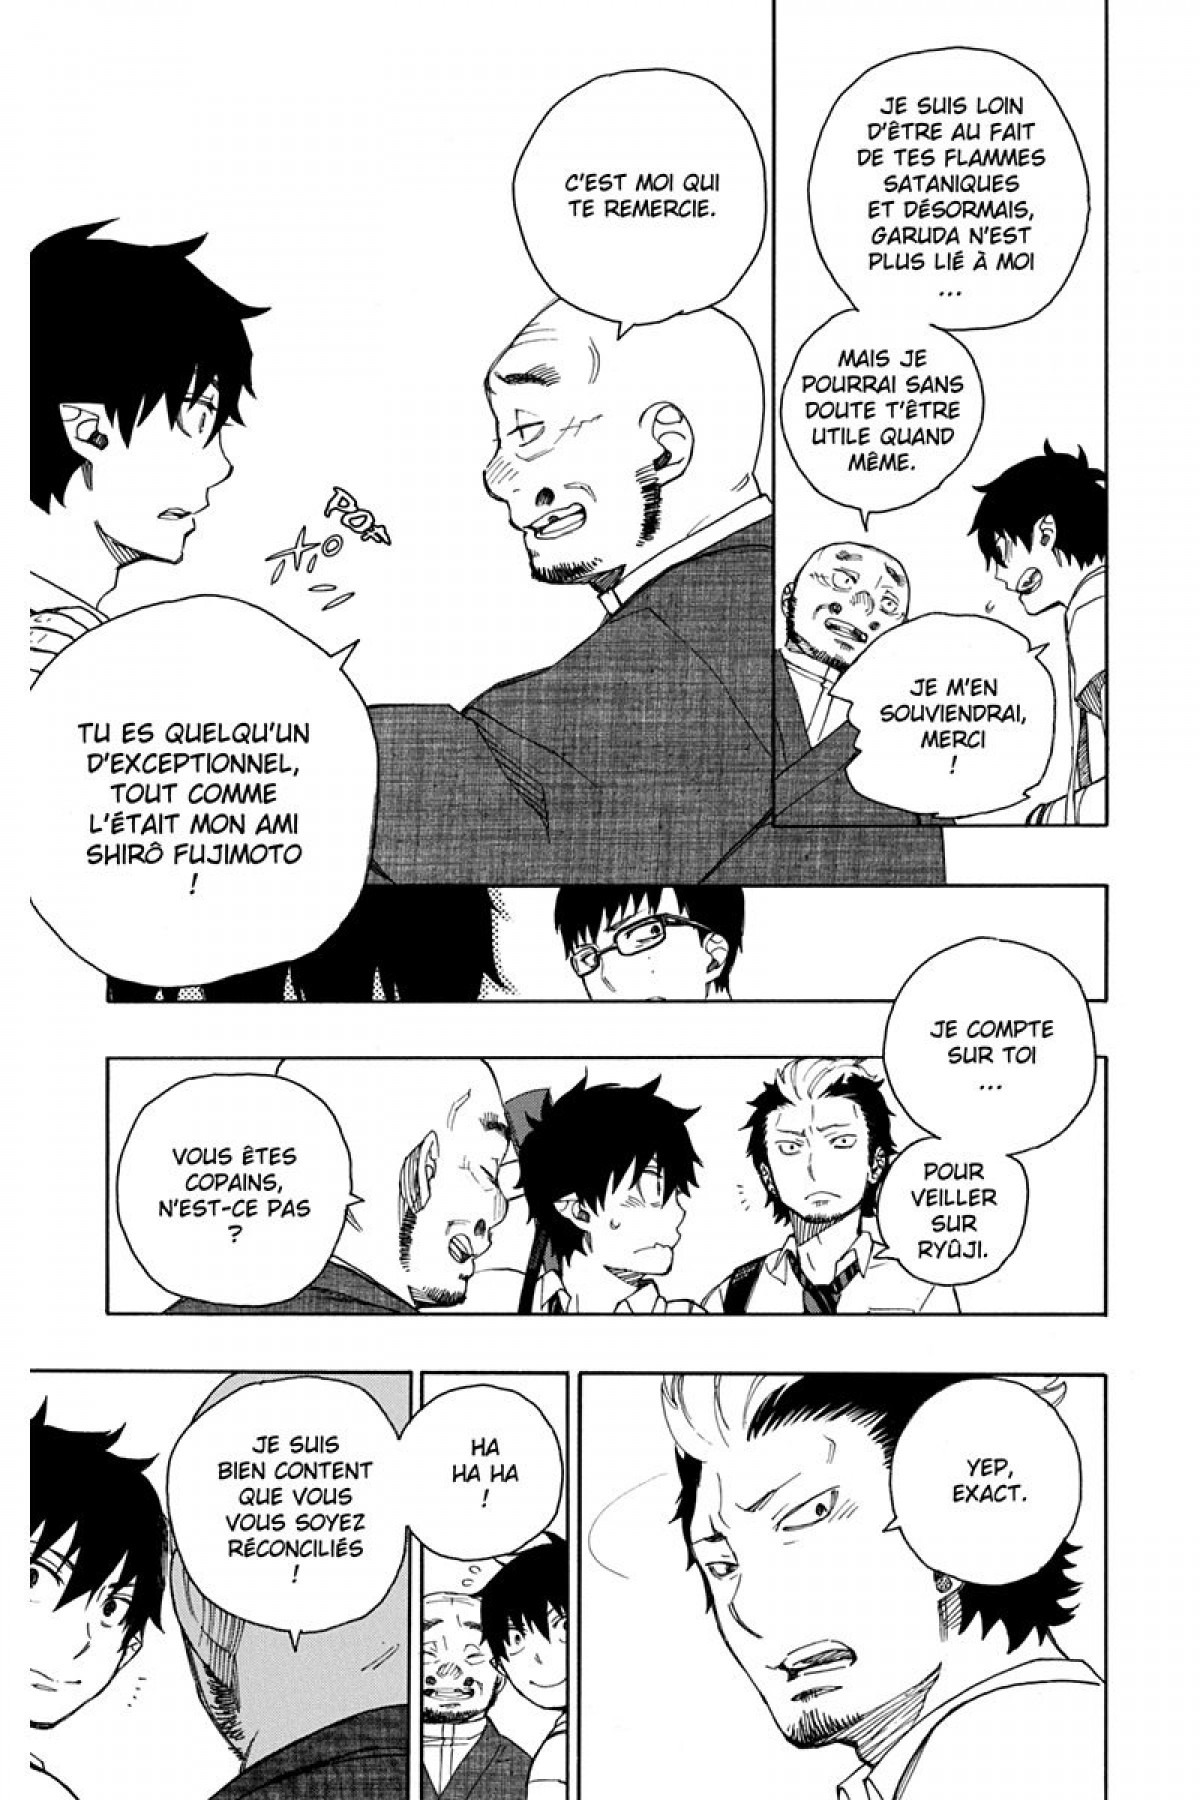 JE SUIS LOIN
D'ÊTRE AU FAIT
DE TES FLAMMES
SATANIQUES
ET DÉSORMAIS,
GARUDA N'EST
PLUS LIÉ À MOI
...
MAIS JE
POURRAI SANS
DOUTE T'ÊTRE
UTILE QUAND
MÊME.
JE M'EN
SOUVIENDRAI,
MERCI
!
C'EST MOI QUI
TE REMERCIE.
POF
TU ES QUELQU'UN
D'EXCEPTIONNEL,
TOUT COMME
L'ÉTAIT MON AMI
SHIRÔ FUJIMOTO
!
JE COMPTE
SUR TOI
...
POUR
VEILLER
SUR
RYÛJI.
VOUS ÊTES
COPAINS,
N'EST-CE PAS
?
YEP,
EXACT.
HA
HA HA
!
JE SUIS
BIEN CONTENT
QUE VOUS
VOUS SOYEZ
RÉCONCILIÉS
!